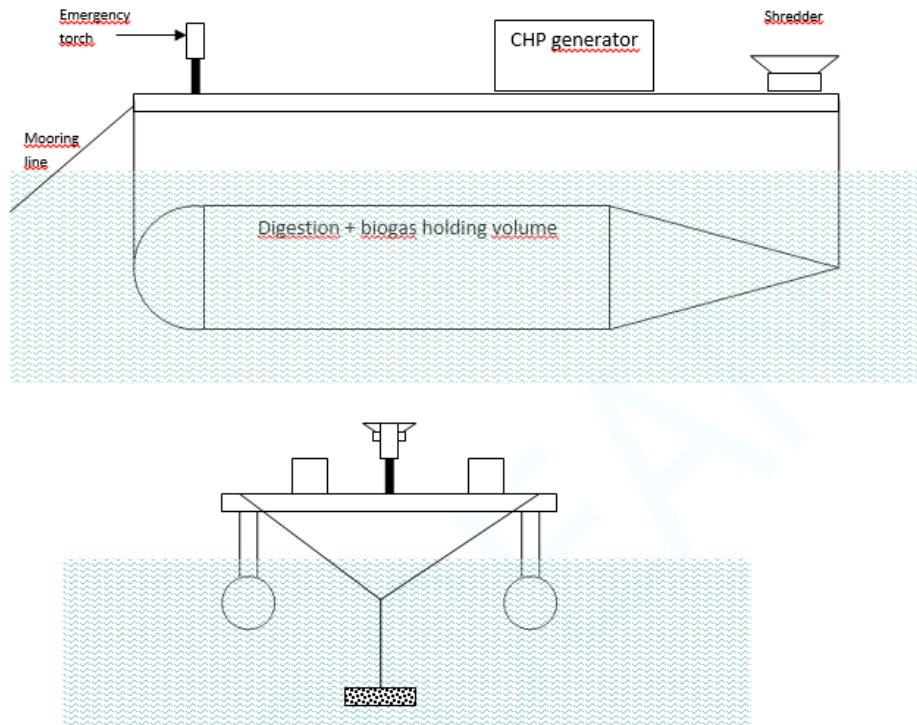 Emergency
torch
CHP generator
Shredder
Mooring
line
Digestion + biogas holding volume